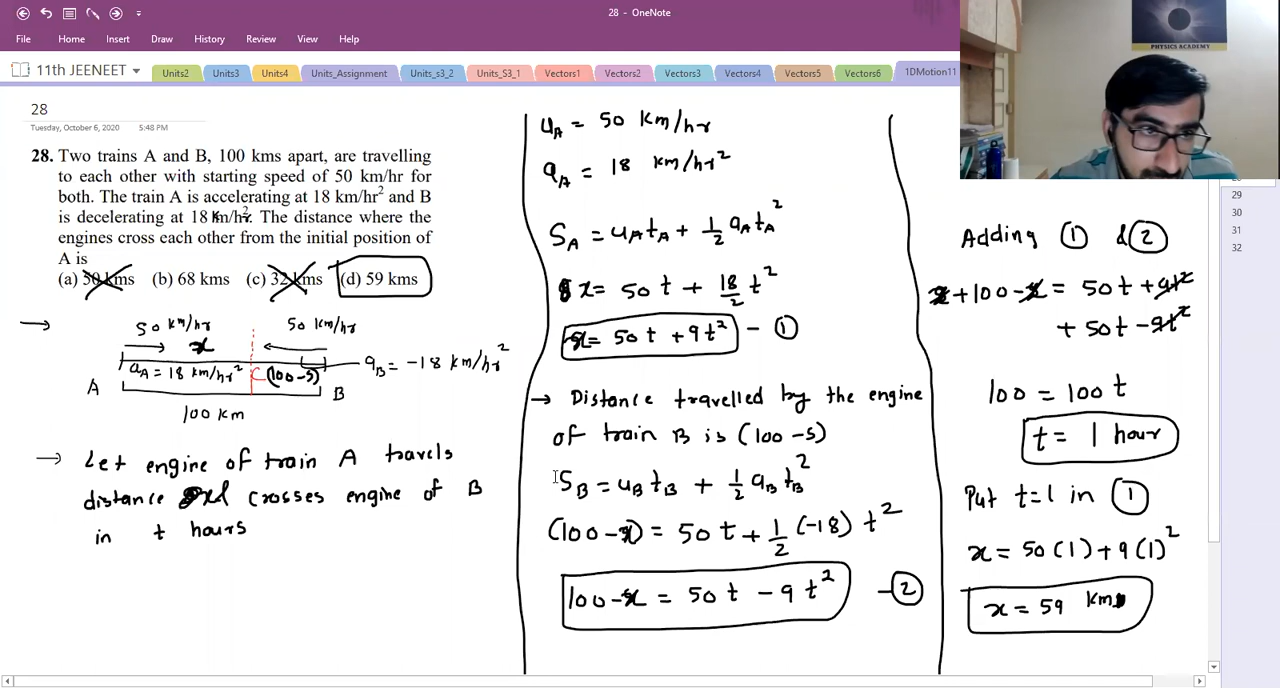 28 - OneNote
File Home Insert Draw History Review View Help
11th JEENEET
Units2 Units3 Units4 Units_Assignment Units_s3_2 Units_S3_1 Vectors1 Vectors2 Vectors3 Vectors4 Vectors5 Vectors6 1DMotion11
PHYSICS ACADEMY
28
Tuesday, October 6, 2020 5:48 PM
28. Two trains A and B, 100 kms apart, are travelling
to each other with starting speed of 50 km/hr for
both. The train A is accelerating at 18 km/hr² and B
is decelerating at 18 Km/hr². The distance where the
engines cross each other from the initial position of
A is
(a) 50 kms (b) 68 kms (c) 32 kms (d) 59 kms
50 km/hr 50 km/hr
x
A aA = 18 km/hr² C (100-s) B aB = -18 km/hr²
100 km
→ Let engine of train A travels
distance x crosses engine of B
in t hours
uA = 50 km/hr
aA = 18 km/hr²
SA = uAtA + 1/2 aAtA²
x = 50t + 18/2 t²
x = 50t + 9t² - ①
→ Distance travelled by the engine
of train B is (100-s)
SB = uBtB + 1/2 aBtB²
(100-x) = 50t + 1/2 (-18) t²
100-x = 50t - 9t² - ②
Adding ① & ②
x+100-x = 50t + 9t²
+ 50t - 9t²
100 = 100t
t = 1 hour
Put t=1 in ①
x = 50(1) + 9(1)²
x = 59 km
29
30
31
32